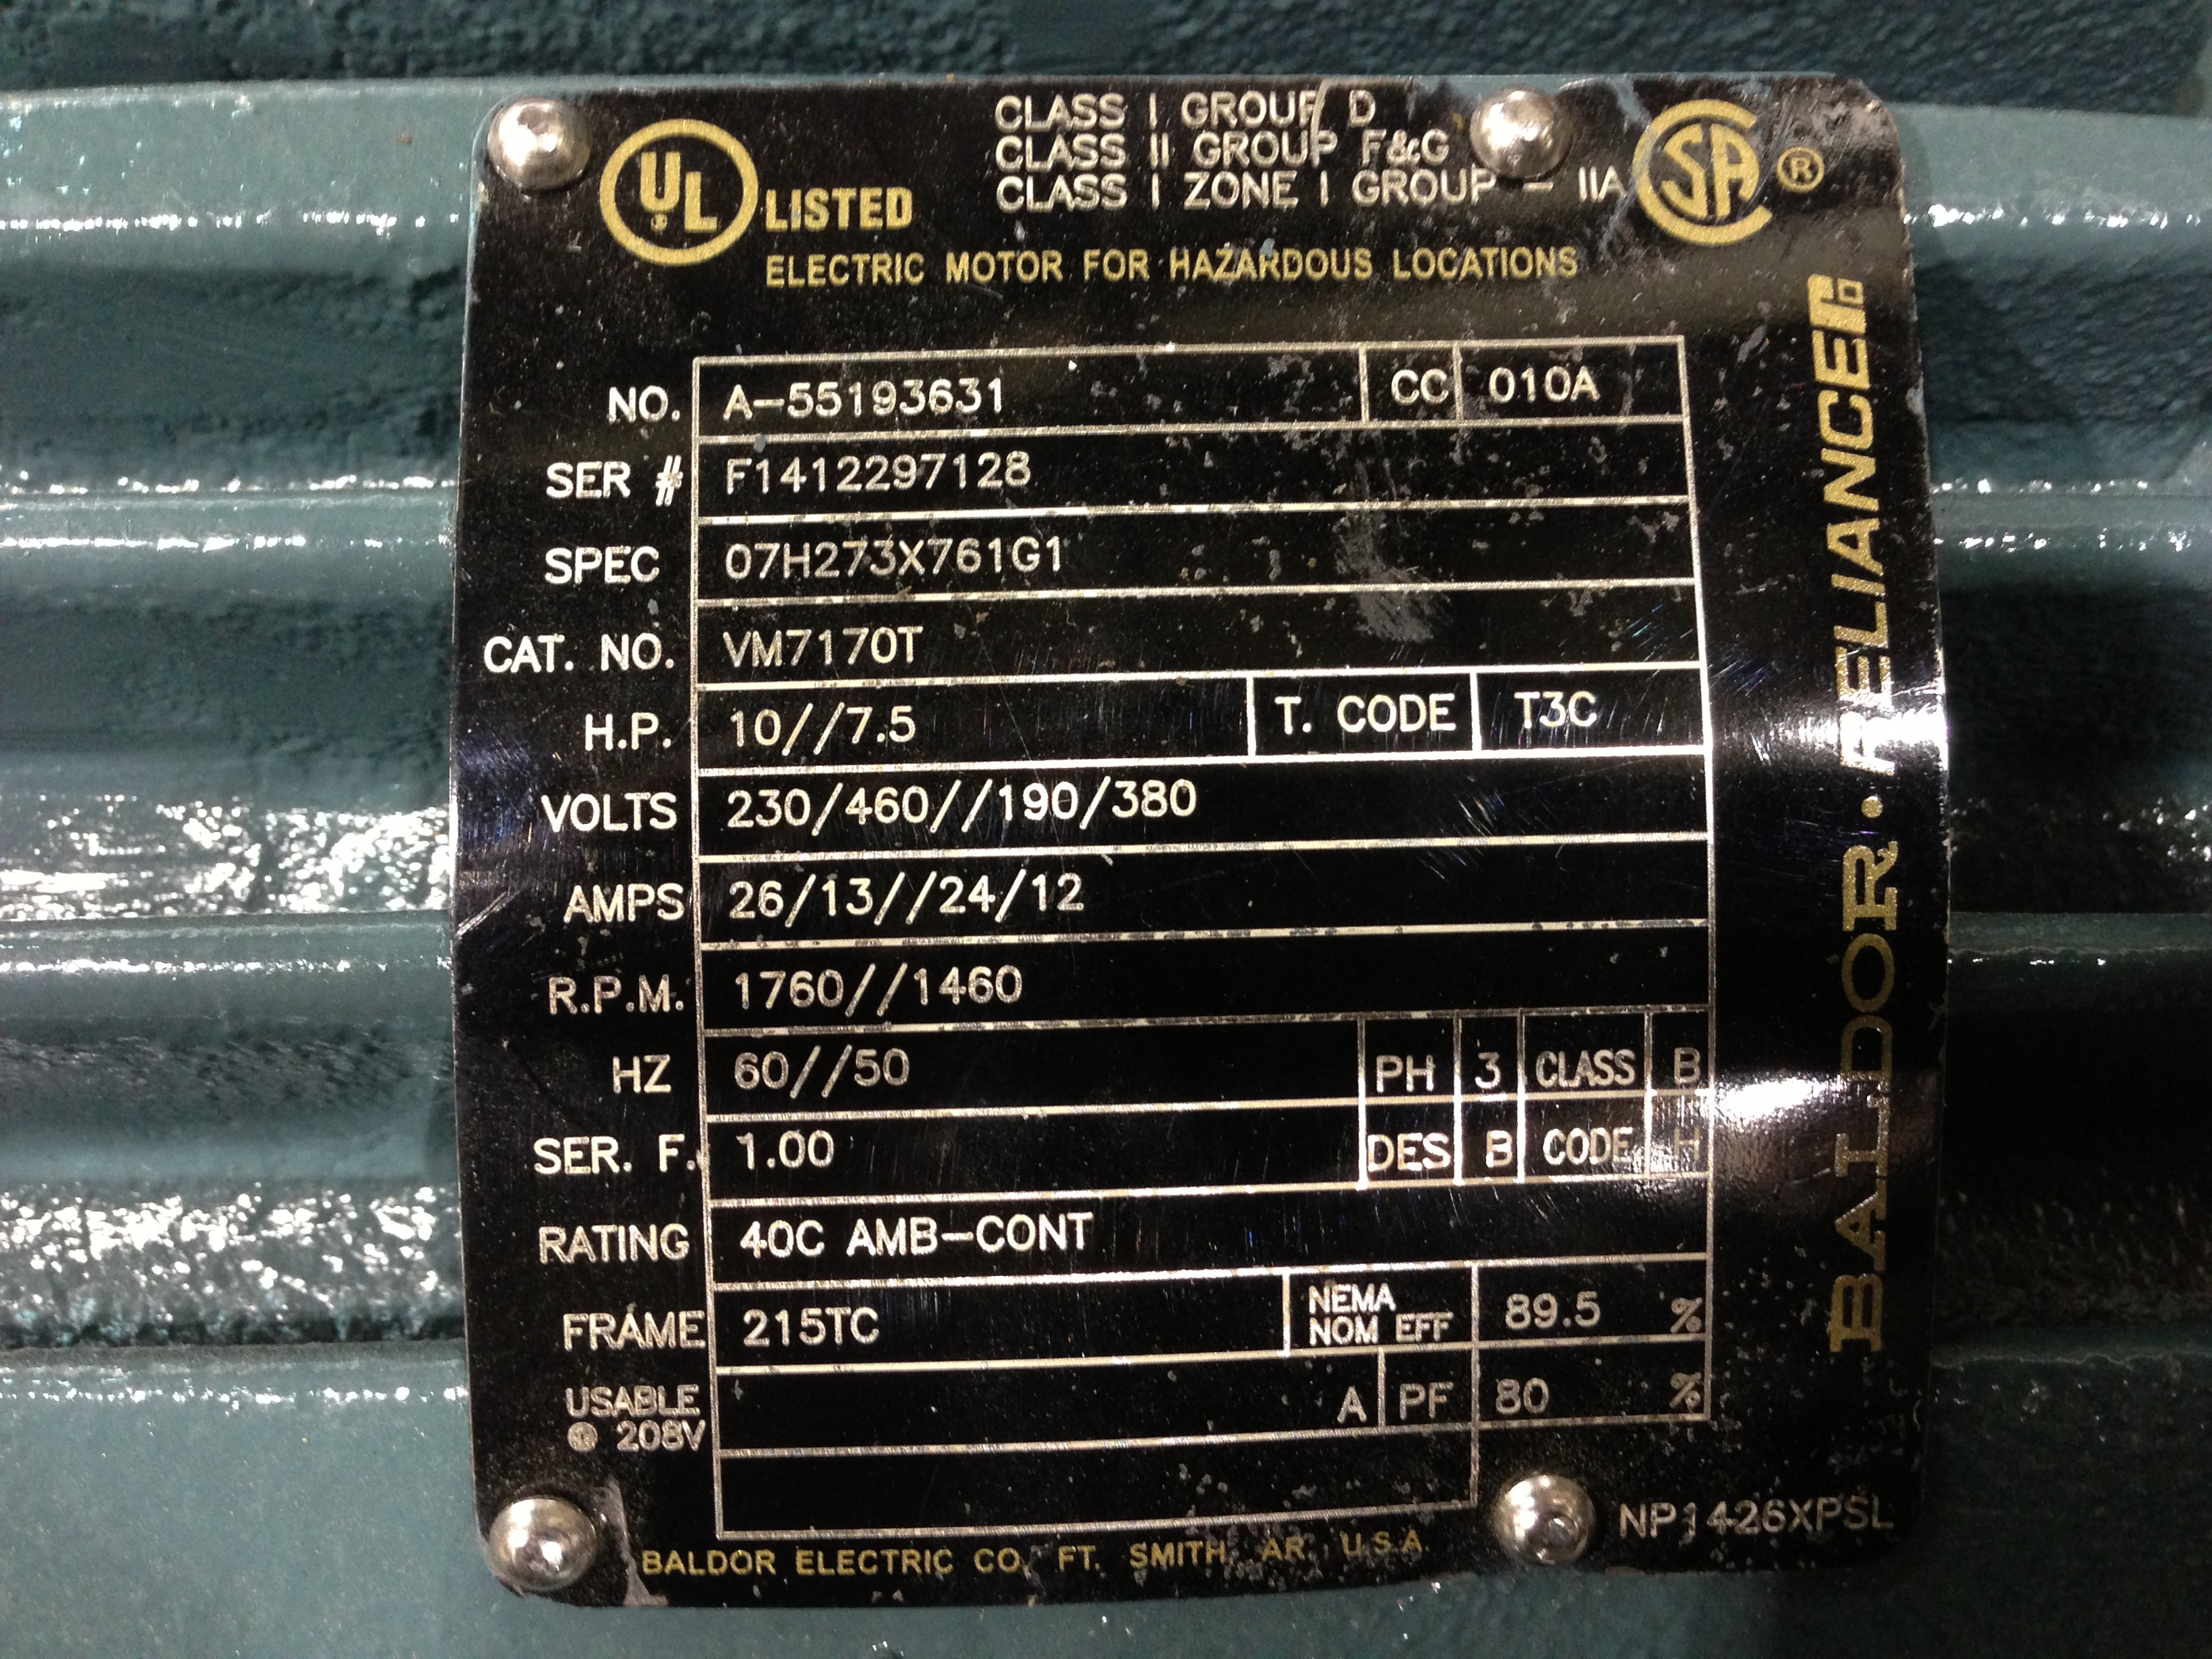 CLASS I GROUP D
CLASS II GROUP F&G
CLASS I ZONE I GROUP - IIA
UL LISTED
SA ®
ELECTRIC MOTOR FOR HAZARDOUS LOCATIONS
NO. A-55193631 CC 010A
SER # F1412297128
SPEC 07H273X761G1
CAT. NO. VM7170T
H.P. 10//7.5 T. CODE T3C
VOLTS 230/460//190/380
AMPS 26/13//24/12
R.P.M. 1760//1460
HZ 60//50 PH 3 CLASS B
SER. F. 1.00 DES B CODE H
RATING 40C AMB-CONT
FRAME 215TC NEMA NOM EFF 89.5 %
USABLE @ 208V A PF 80 %
NP1426XPSL
BALDOR ELECTRIC CO. FT. SMITH, AR. U.S.A.
BALDOR · RELIANCE